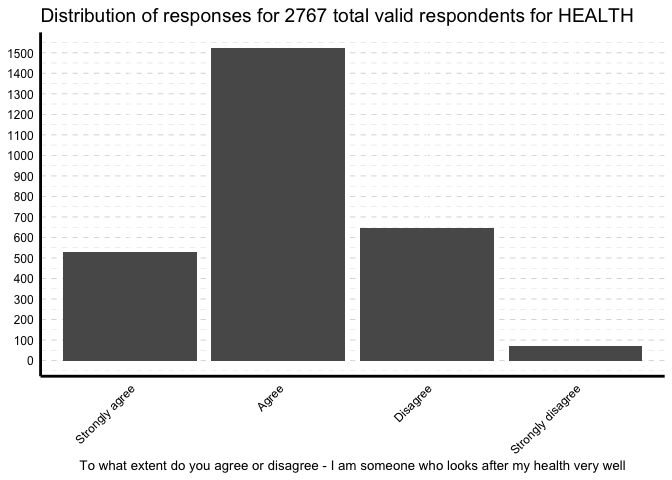 Distribution of responses for 2767 total valid respondents for HEALTH
1500
1400
1300
1200
1100
1000
900
800
700
600
500
400
300
200
100
0
Strongly agree
Agree
Disagree
Strongly disagree
To what extent do you agree or disagree - I am someone who looks after my health very well